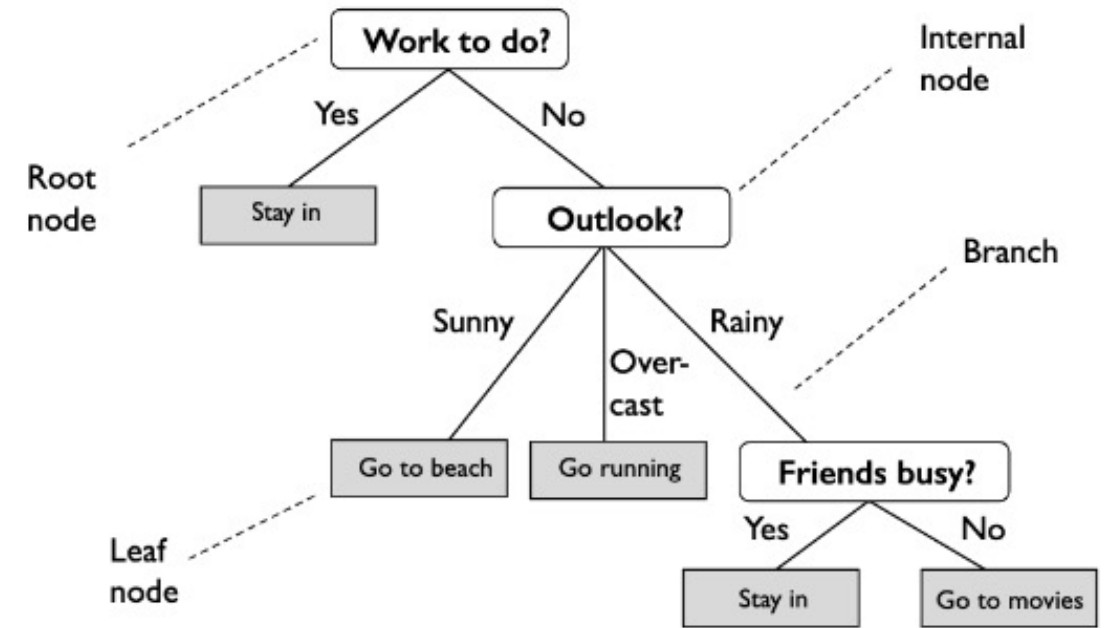 Work to do?
Internal
node
Yes
No
Root
node
Stay in
Outlook?
Branch
Sunny
Rainy
Over-
cast
Go to beach
Go running
Friends busy?
Yes
No
Leaf
node
Stay in
Go to movies